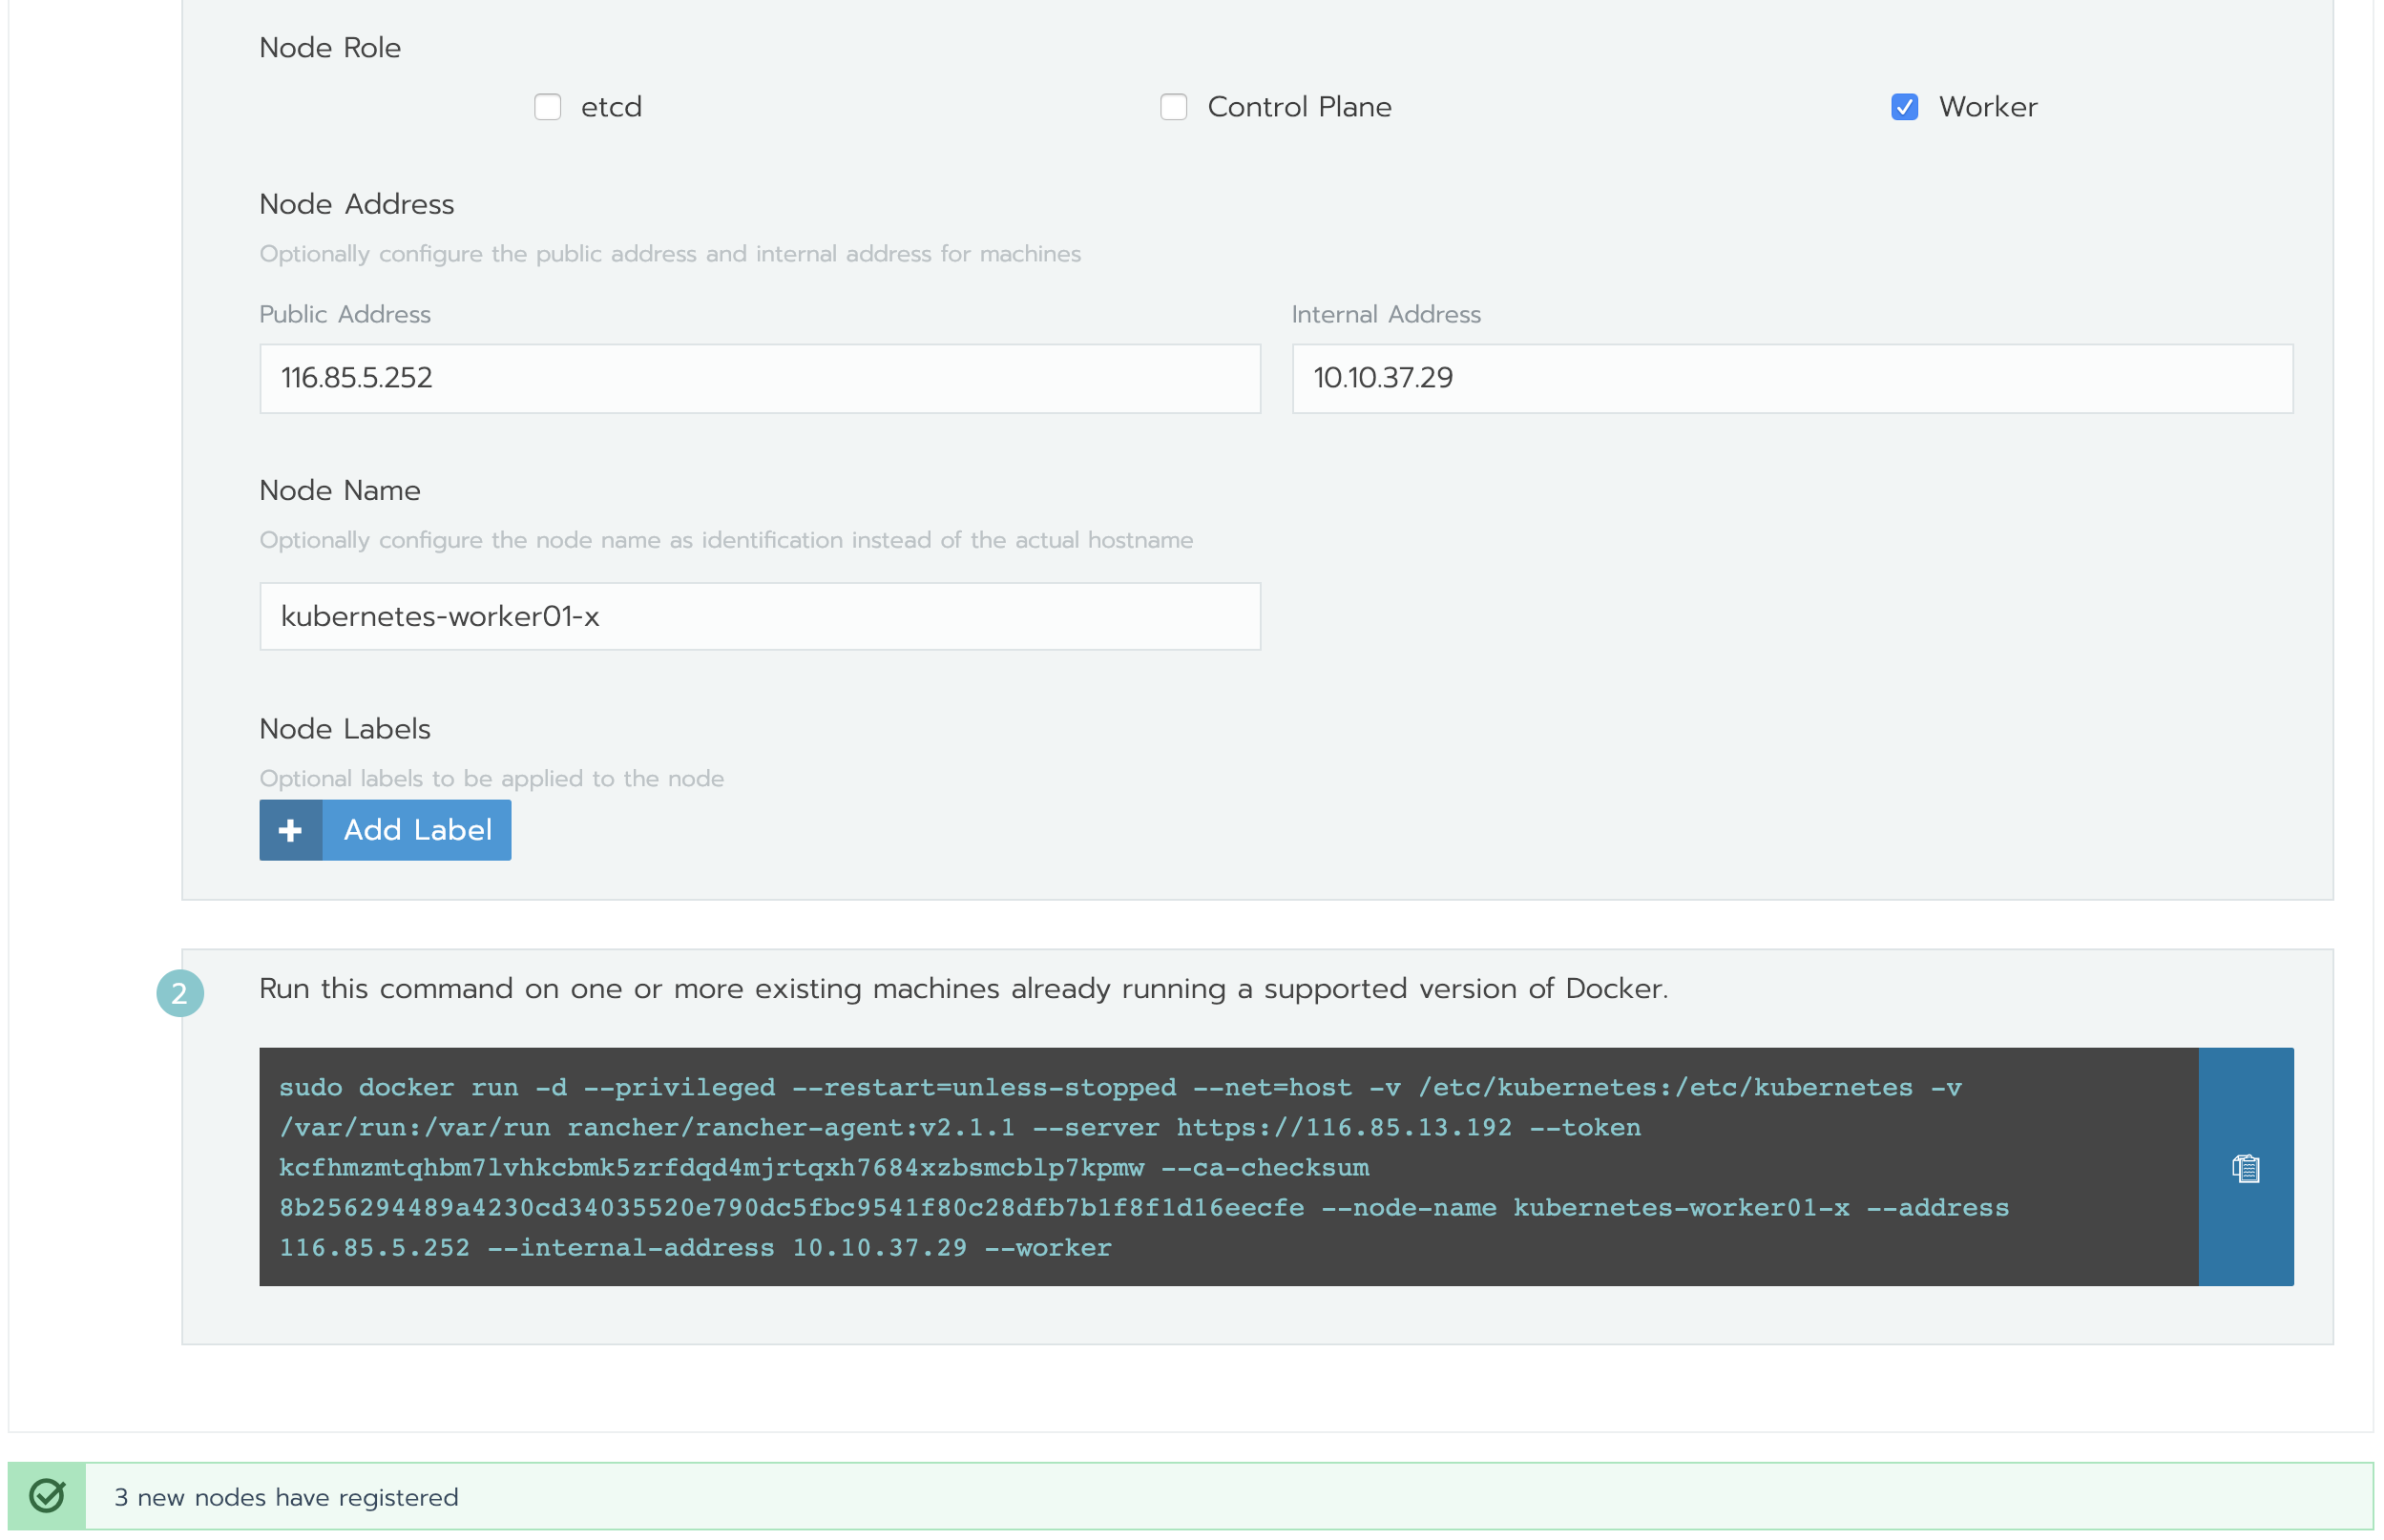 Node Role
etcd Control Plane Worker
Node Address
Optionally configure the public address and internal address for machines
Public Address Internal Address
116.85.5.252 10.10.37.29
Node Name
Optionally configure the node name as identification instead of the actual hostname
kubernetes-worker01-x
Node Labels
Optional labels to be applied to the node
Add Label
2 Run this command on one or more existing machines already running a supported version of Docker.
sudo docker run -d --privileged --restart=unless-stopped --net=host -v /etc/kubernetes:/etc/kubernetes -v
/var/run:/var/run rancher/rancher-agent:v2.1.1 --server https://116.85.13.192 --token
kcfhmzmtqhbm7lvhkcbmk5zrfdqd4mjrtqxh7684xzbsmcblp7kpmw --ca-checksum
8b256294489a4230cd34035520e790dc5fbc9541f80c28dfb7b1f8f1d16eecfe --node-name kubernetes-worker01-x --address
116.85.5.252 --internal-address 10.10.37.29 --worker
3 new nodes have registered